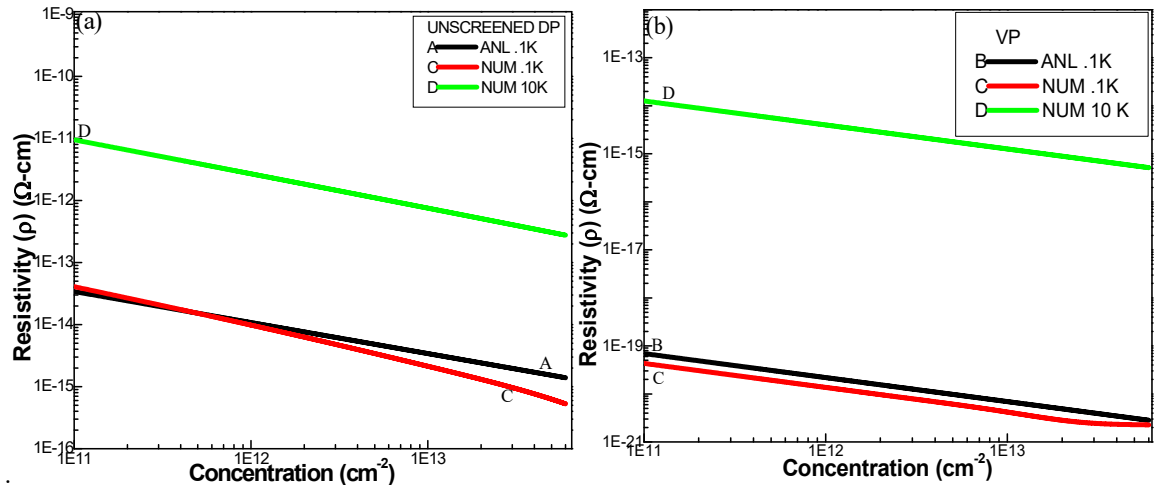 (a)
UNSCREENED DP
A ANL .1K
C NUM .1K
D NUM 10K
1E-9
1E-10
1E-11
1E-12
1E-13
1E-14
1E-15
1E-16
D
A
C
Resistivity (ρ) (Ω-cm)
1E11 1E12 1E13
Concentration (cm-2)
(b)
VP
B ANL .1K
C NUM .1K
D NUM 10 K
1E-13
1E-15
1E-17
1E-19
1E-21
D
B
C
Resistivity (ρ) (Ω-cm)
1E11 1E12 1E13
Concentration (cm-2)
.